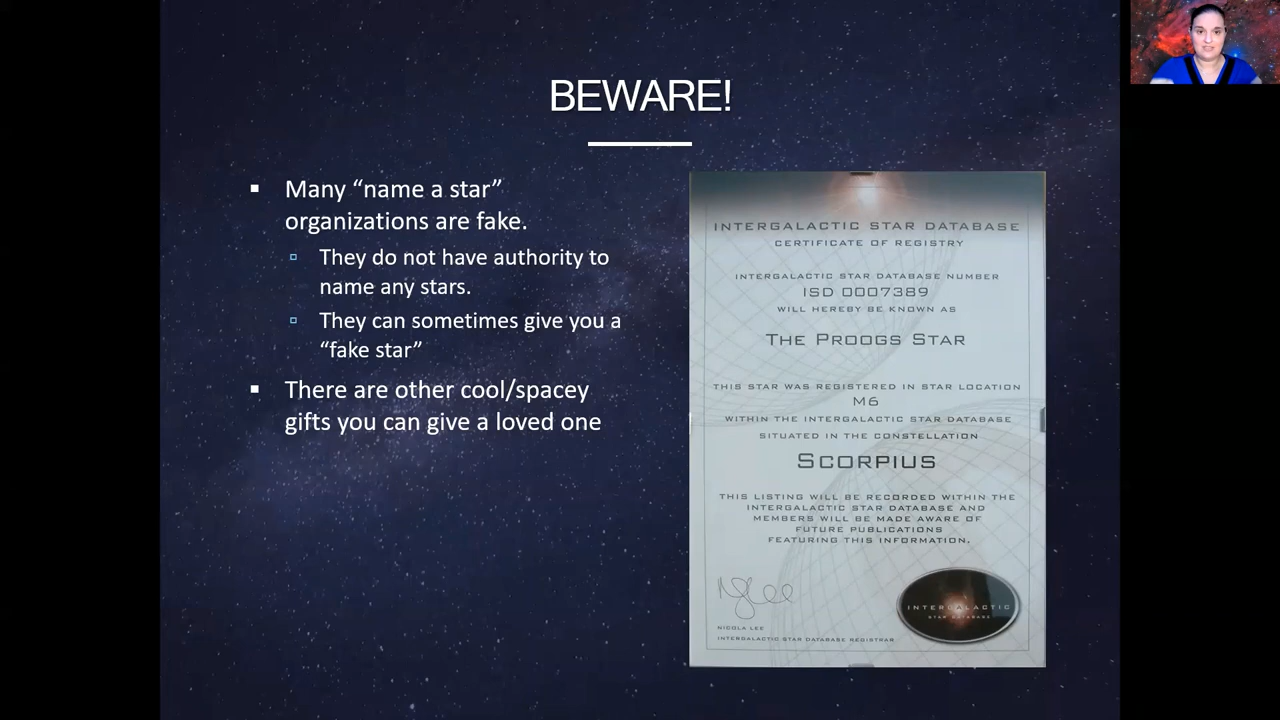 BEWARE!
▪ Many “name a star”
organizations are fake.
▫ They do not have authority to
name any stars.
▫ They can sometimes give you a
“fake star”
▪ There are other cool/spacey
gifts you can give a loved one
INTERGALACTIC STAR DATABASE
CERTIFICATE OF REGISTRY
INTERGALACTIC STAR DATABASE NUMBER
ISD 0007389
WILL HEREBY BE KNOWN AS
THE PROOGS STAR
THIS STAR WAS REGISTERED IN STAR LOCATION
M6
WITHIN THE INTERGALACTIC STAR DATABASE
SITUATED IN THE CONSTELLATION
SCORPIUS
THIS LISTING WILL BE RECORDED WITHIN THE
INTERGALACTIC STAR DATABASE AND
MEMBERS WILL BE MADE AWARE OF
FUTURE PUBLICATIONS
FEATURING THIS INFORMATION.
NICOLA LEE
INTERGALACTIC STAR DATABASE REGISTRAR
INTERGALACTIC
STAR DATABASE